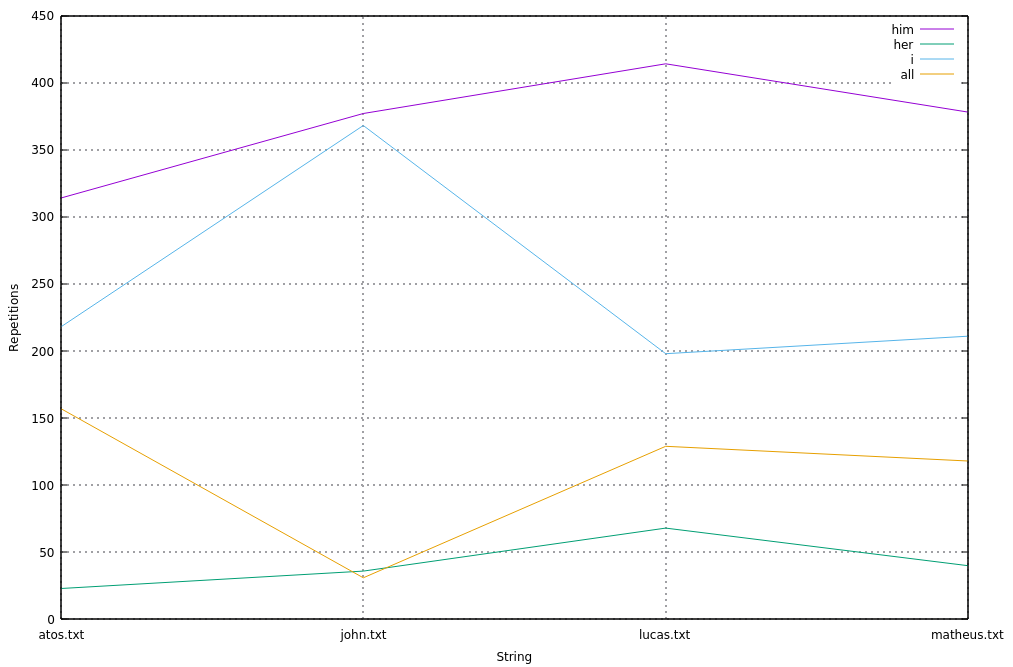 450
400
350
300
250
200
150
100
50
0
Repetitions
him
her
i
all
atos.txt john.txt lucas.txt matheus.txt
String